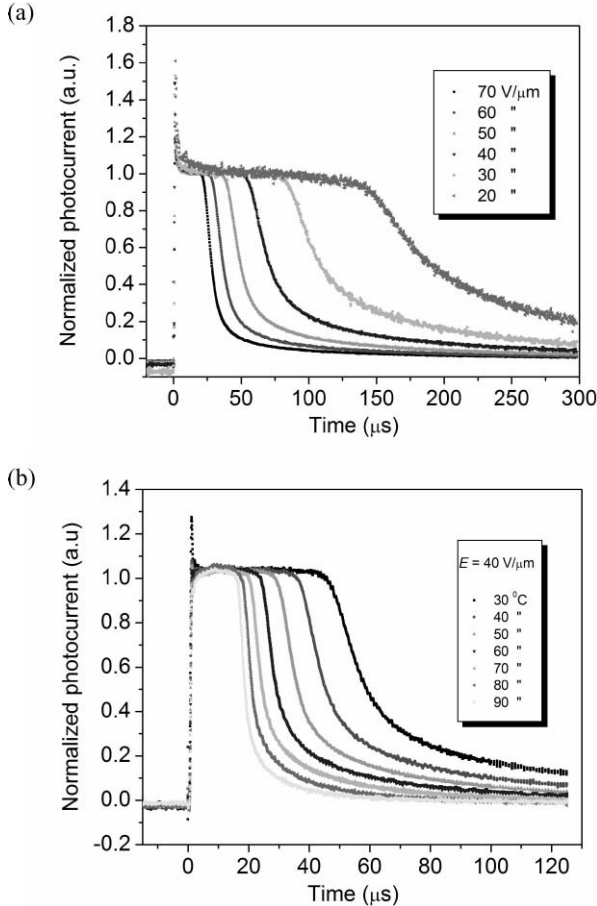 (a)
1.8
1.6
1.4
1.2
1.0
0.8
0.6
0.4
0.2
0.0
Normalized photocurrent (a.u.)
70 V/μm
60 "
50 "
40 "
30 "
20 "
0 50 100 150 200 250 300
Time (μs)
(b)
1.4
1.2
1.0
0.8
0.6
0.4
0.2
0.0
-0.2
Normalized photocurrent (a.u)
E = 40 V/μm
30 ⁰C
40 "
50 "
60 "
70 "
80 "
90 "
0 20 40 60 80 100 120
Time (μs)